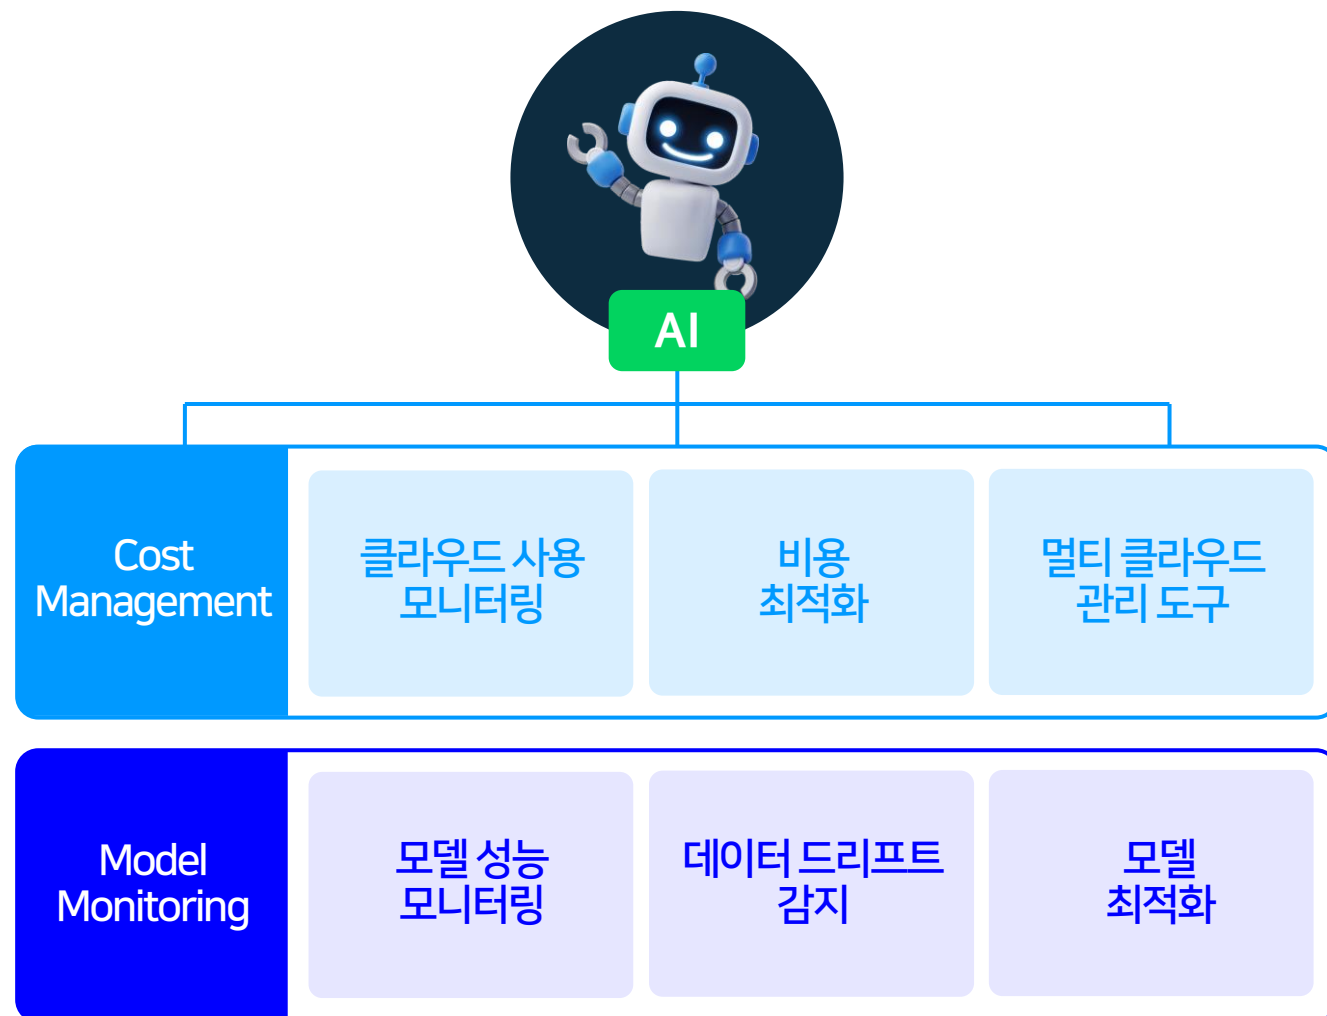 AI
Cost
Management
클라우드 사용
모니터링
비용
최적화
멀티 클라우드
관리 도구
Model
Monitoring
모델 성능
모니터링
데이터 드리프트
감지
모델
최적화